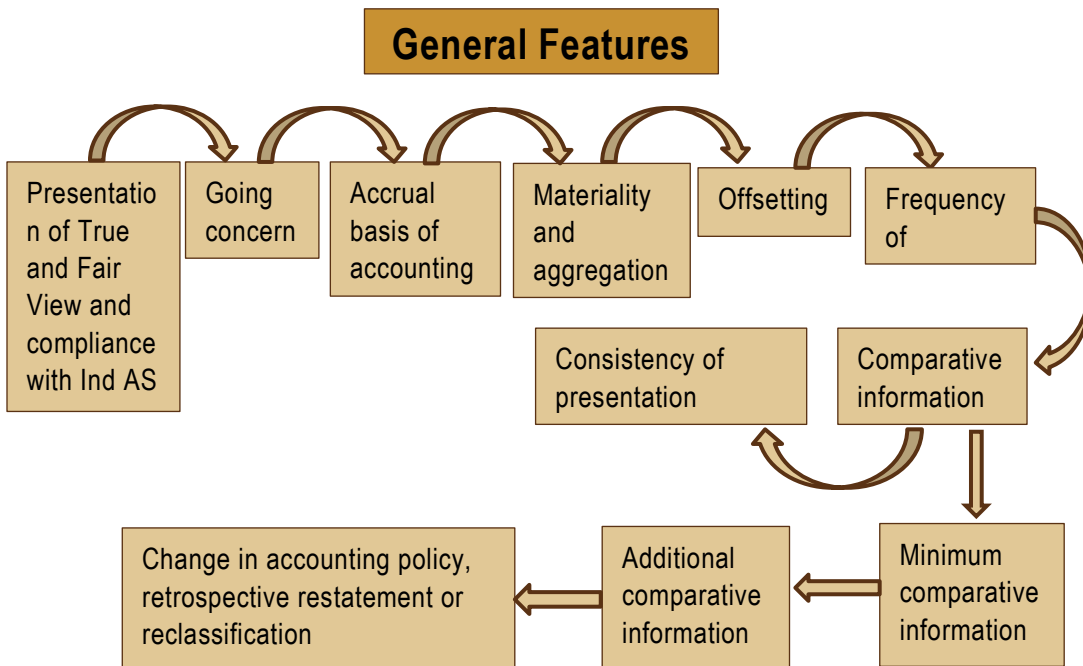 General Features
Presentatio
n of True
and Fair
View and
compliance
with Ind AS
Going
concern
Accrual
basis of
accounting
Materiality
and
aggregation
Offsetting
Frequency
of
Comparative
information
Consistency of
presentation
Minimum
comparative
information
Additional
comparative
information
Change in accounting policy,
retrospective restatement or
reclassification